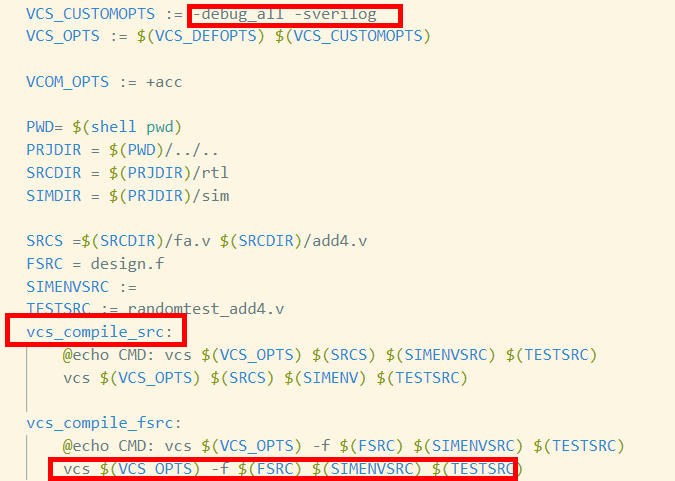 VCS_CUSTOMOPTS := -debug_all -sverilog
VCS_OPTS := $(VCS_DEFOPTS) $(VCS_CUSTOMOPTS)
VCOM_OPTS := +acc
PWD= $(shell pwd)
PRJDIR = $(PWD)/../..
SRCDIR = $(PRJDIR)/rtl
SIMDIR = $(PRJDIR)/sim
SRCS =$(SRCDIR)/fa.v $(SRCDIR)/add4.v
FSRC = design.f
SIMENVSRC :=
TESTSRC := randomtest_add4.v
vcs_compile_src:
@echo CMD: vcs $(VCS_OPTS) $(SRCS) $(SIMENVSRC) $(TESTSRC)
vcs $(VCS_OPTS) $(SRCS) $(SIMENV) $(TESTSRC)
vcs_compile_fsrc:
@echo CMD: vcs $(VCS_OPTS) -f $(FSRC) $(SIMENVSRC) $(TESTSRC)
vcs $(VCS_OPTS) -f $(FSRC) $(SIMENVSRC) $(TESTSRC)